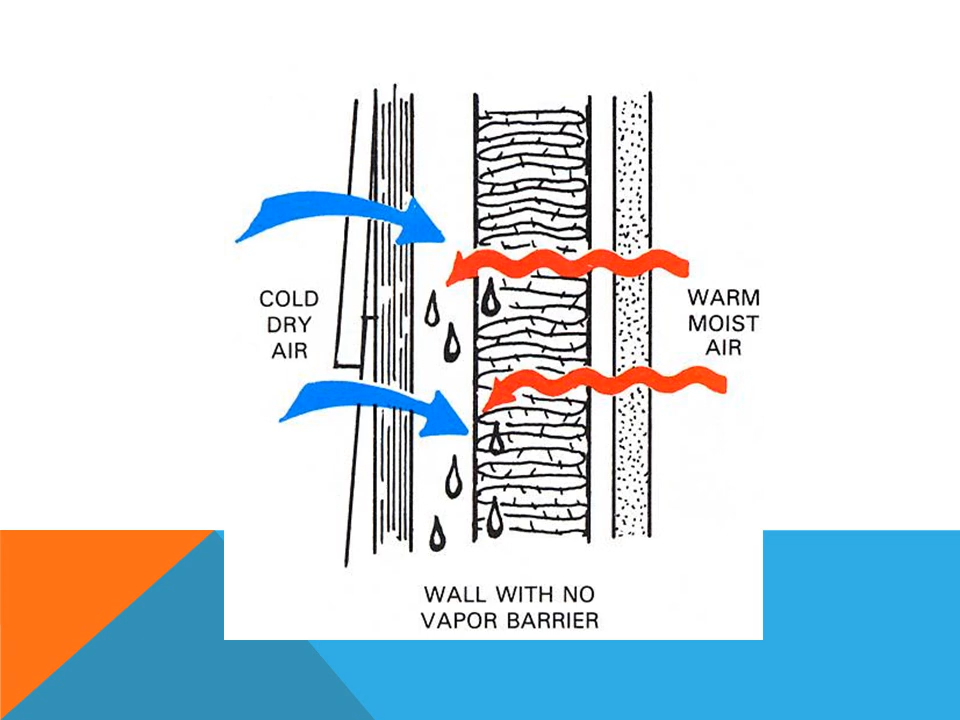 COLD
DRY
AIR
WARM
MOIST
AIR
WALL WITH NO
VAPOR BARRIER